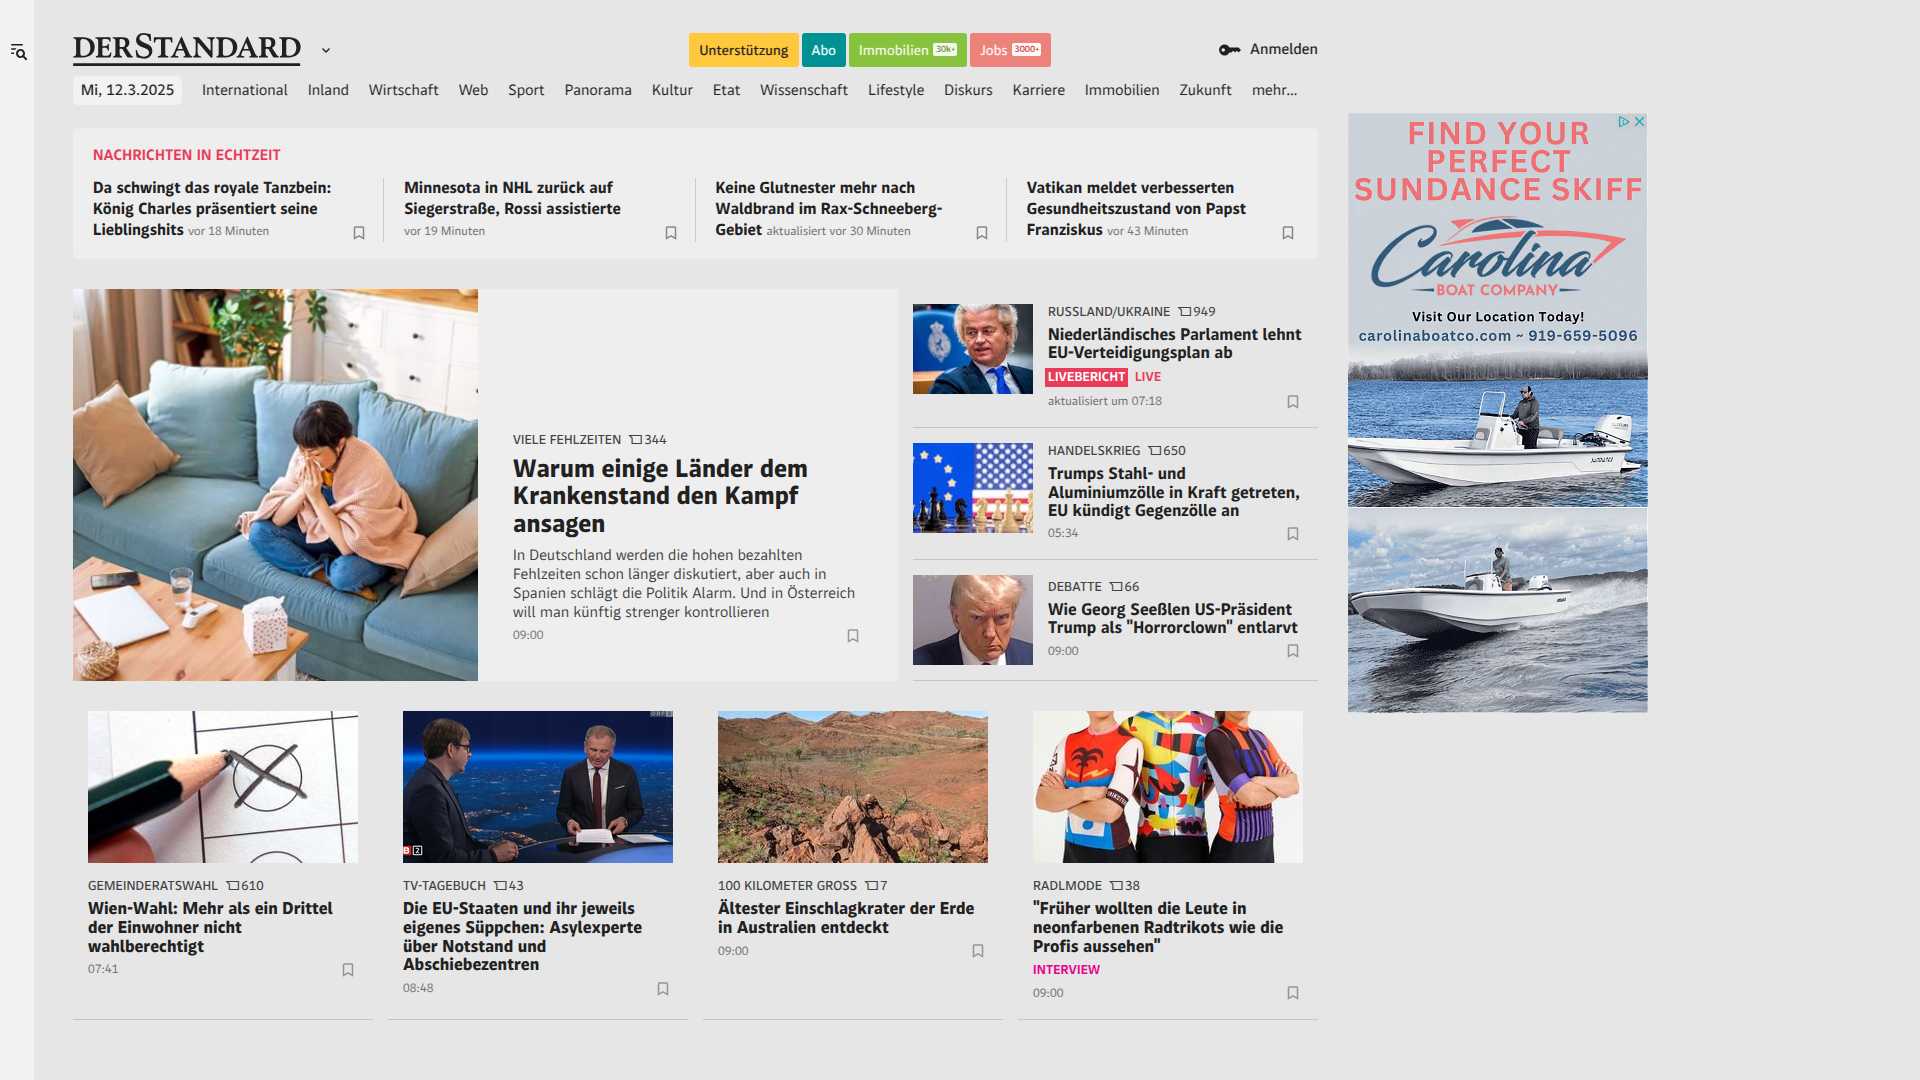 DERSTANDARD
Unterstützung
Abo
Immobilien 30k+
Jobs 3000+
Anmelden
Mi, 12.3.2025
International
Inland
Wirtschaft
Web
Sport
Panorama
Kultur
Etat
Wissenschaft
Lifestyle
Diskurs
Karriere
Immobilien
Zukunft
mehr...
NACHRICHTEN IN ECHTZEIT
Da schwingt das royale Tanzbein:
König Charles präsentiert seine
Lieblingshits vor 18 Minuten
Minnesota in NHL zurück auf
Siegerstraße, Rossi assistierte
vor 19 Minuten
Keine Glutnester mehr nach
Waldbrand im Rax-Schneeberg-
Gebiet aktualisiert vor 30 Minuten
Vatikan meldet verbesserten
Gesundheitszustand von Papst
Franziskus vor 43 Minuten
VIELE FEHLZEITEN 344
Warum einige Länder dem
Krankenstand den Kampf
ansagen
In Deutschland werden die hohen bezahlten
Fehlzeiten schon länger diskutiert, aber auch in
Spanien schlägt die Politik Alarm. Und in Österreich
will man künftig strenger kontrollieren
09:00
RUSSLAND/UKRAINE 949
Niederländisches Parlament lehnt
EU-Verteidigungsplan ab
LIVEBERICHT LIVE
aktualisiert um 07:18
HANDELSKRIEG 650
Trumps Stahl- und
Aluminiumzölle in Kraft getreten,
EU kündigt Gegenzölle an
05:34
DEBATTE 66
Wie Georg Seeßlen US-Präsident
Trump als "Horrorclown" entlarvt
09:00
GEMEINDERATSWAHL 610
Wien-Wahl: Mehr als ein Drittel
der Einwohner nicht
wahlberechtigt
07:41
TV-TAGEBUCH 43
Die EU-Staaten und ihr jeweils
eigenes Süppchen: Asylexperte
über Notstand und
Abschiebezentren
08:48
100 KILOMETER GROSS 7
Ältester Einschlagkrater der Erde
in Australien entdeckt
09:00
RADLMODE 38
"Früher wollten die Leute in
neonfarbenen Radtrikots wie die
Profis aussehen"
INTERVIEW
09:00
FIND YOUR
PERFECT
SUNDANCE SKIFF
Carolina
BOAT COMPANY
Visit Our Location Today!
carolinaboatco.com ~ 919-659-5096